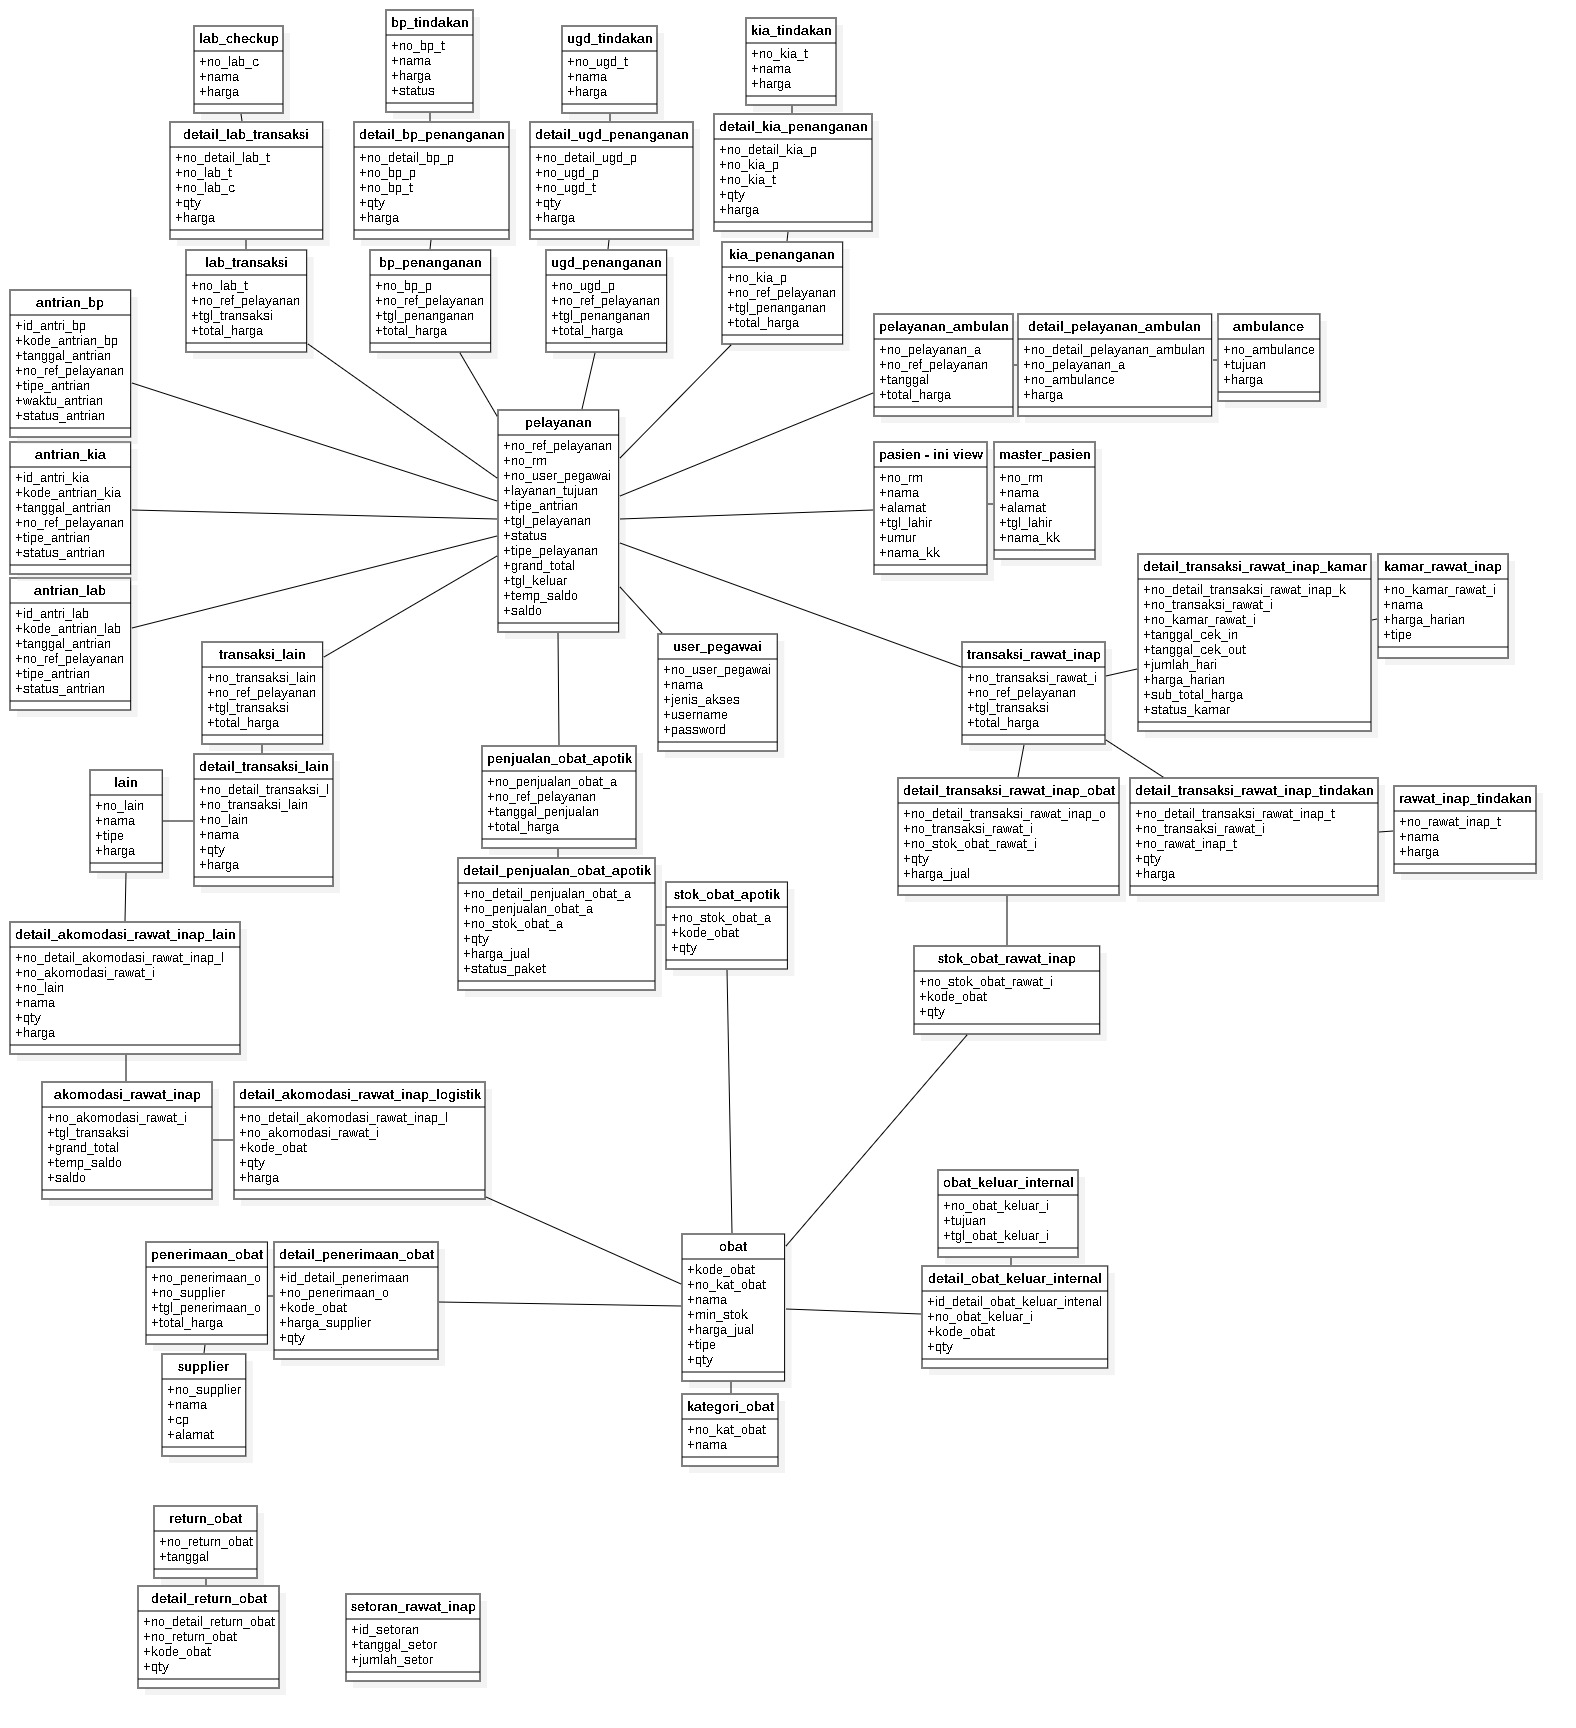 lab_checkup
+no_lab_c
+nama
+harga
bp_tindakan
+no_bp_t
+nama
+harga
+status
ugd_tindakan
+no_ugd_t
+nama
+harga
kia_tindakan
+no_kia_t
+nama
+harga
detail_lab_transaksi
+no_detail_lab_t
+no_lab_t
+no_lab_c
+qty
+harga
detail_bp_penanganan
+no_detail_bp_p
+no_bp_p
+no_bp_t
+qty
+harga
detail_ugd_penanganan
+no_detail_ugd_p
+no_ugd_p
+no_ugd_t
+qty
+harga
detail_kia_penanganan
+no_detail_kia_p
+no_kia_p
+no_kia_t
+qty
+harga
lab_transaksi
+no_lab_t
+no_ref_pelayanan
+tgl_transaksi
+total_harga
bp_penanganan
+no_bp_p
+no_ref_pelayanan
+tgl_penanganan
+total_harga
ugd_penanganan
+no_ugd_p
+no_ref_pelayanan
+tgl_penanganan
+total_harga
kia_penanganan
+no_kia_p
+no_ref_pelayanan
+tgl_penanganan
+total_harga
antrian_bp
+id_antri_bp
+kode_antrian_bp
+tanggal_antrian
+no_ref_pelayanan
+tipe_antrian
+waktu_antrian
+status_antrian
pelayanan_ambulan
+no_pelayanan_a
+no_ref_pelayanan
+tanggal
+total_harga
detail_pelayanan_ambulan
+no_detail_pelayanan_ambulan
+no_pelayanan_a
+no_ambulance
+harga
ambulance
+no_ambulance
+tujuan
+harga
pelayanan
+no_ref_pelayanan
+no_rm
+no_user_pegawai
+layanan_tujuan
+tipe_antrian
+tgl_pelayanan
+status
+tipe_pelayanan
+grand_total
+tgl_keluar
+temp_saldo
+saldo
antrian_kia
+id_antri_kia
+kode_antrian_kia
+tanggal_antrian
+no_ref_pelayanan
+tipe_antrian
+status_antrian
pasien - ini view
+no_rm
+nama
+alamat
+tgl_lahir
+umur
+nama_kk
master_pasien
+no_rm
+nama
+alamat
+tgl_lahir
+nama_kk
antrian_lab
+id_antri_lab
+kode_antrian_lab
+tanggal_antrian
+no_ref_pelayanan
+tipe_antrian
+status_antrian
detail_transaksi_rawat_inap_kamar
+no_detail_transaksi_rawat_inap_k
+no_transaksi_rawat_i
+no_kamar_rawat_i
+tanggal_cek_in
+tanggal_cek_out
+jumlah_hari
+harga_harian
+sub_total_harga
+status_kamar
kamar_rawat_inap
+no_kamar_rawat_i
+nama
+harga_harian
+tipe
transaksi_lain
+no_transaksi_lain
+no_ref_pelayanan
+tgl_transaksi
+total_harga
user_pegawai
+no_user_pegawai
+nama
+jenis_akses
+username
+password
transaksi_rawat_inap
+no_transaksi_rawat_i
+no_ref_pelayanan
+tgl_transaksi
+total_harga
lain
+no_lain
+nama
+tipe
+harga
detail_transaksi_lain
+no_detail_transaksi_l
+no_transaksi_lain
+no_lain
+nama
+qty
+harga
penjualan_obat_apotik
+no_penjualan_obat_a
+no_ref_pelayanan
+tanggal_penjualan
+total_harga
detail_transaksi_rawat_inap_obat
+no_detail_transaksi_rawat_inap_o
+no_transaksi_rawat_i
+no_stok_obat_rawat_i
+qty
+harga_jual
detail_transaksi_rawat_inap_tindakan
+no_detail_transaksi_rawat_inap_t
+no_transaksi_rawat_i
+no_rawat_inap_t
+qty
+harga
rawat_inap_tindakan
+no_rawat_inap_t
+nama
+harga
detail_penjualan_obat_apotik
+no_detail_penjualan_obat_a
+no_penjualan_obat_a
+no_stok_obat_a
+qty
+harga_jual
+status_paket
stok_obat_apotik
+no_stok_obat_a
+kode_obat
+qty
detail_akomodasi_rawat_inap_lain
+no_detail_akomodasi_rawat_inap_l
+no_akomodasi_rawat_i
+no_lain
+nama
+qty
+harga
stok_obat_rawat_inap
+no_stok_obat_rawat_i
+kode_obat
+qty
akomodasi_rawat_inap
+no_akomodasi_rawat_i
+tgl_transaksi
+grand_total
+temp_saldo
+saldo
detail_akomodasi_rawat_inap_logistik
+no_detail_akomodasi_rawat_inap_l
+no_akomodasi_rawat_i
+kode_obat
+qty
+harga
obat_keluar_internal
+no_obat_keluar_i
+tujuan
+tgl_obat_keluar_i
penerimaan_obat
+no_penerimaan_o
+no_supplier
+tgl_penerimaan_o
+total_harga
detail_penerimaan_obat
+id_detail_penerimaan
+no_penerimaan_o
+kode_obat
+harga_supplier
+qty
obat
+kode_obat
+no_kat_obat
+nama
+min_stok
+harga_jual
+tipe
+qty
detail_obat_keluar_internal
+id_detail_obat_keluar_intenal
+no_obat_keluar_i
+kode_obat
+qty
supplier
+no_supplier
+nama
+cp
+alamat
kategori_obat
+no_kat_obat
+nama
return_obat
+no_return_obat
+tanggal
detail_return_obat
+no_detail_return_obat
+no_return_obat
+kode_obat
+qty
setoran_rawat_inap
+id_setoran
+tanggal_setor
+jumlah_setor